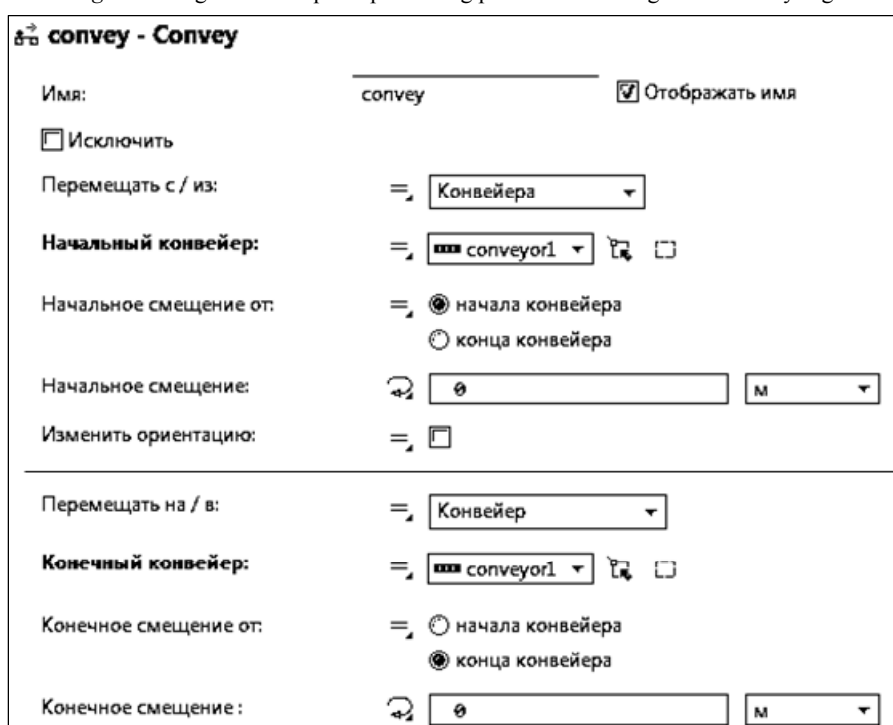 convey - Convey
Имя: convey Отображать имя
Исключить
Перемещать с / из: Конвейера
Начальный конвейер: conveyor1
Начальное смещение от: начала конвейера
конца конвейера
Начальное смещение: 0 м
Изменить ориентацию:
Перемещать на / в: Конвейер
Конечный конвейер: conveyor1
Конечное смещение от: начала конвейера
конца конвейера
Конечное смещение : 0 м